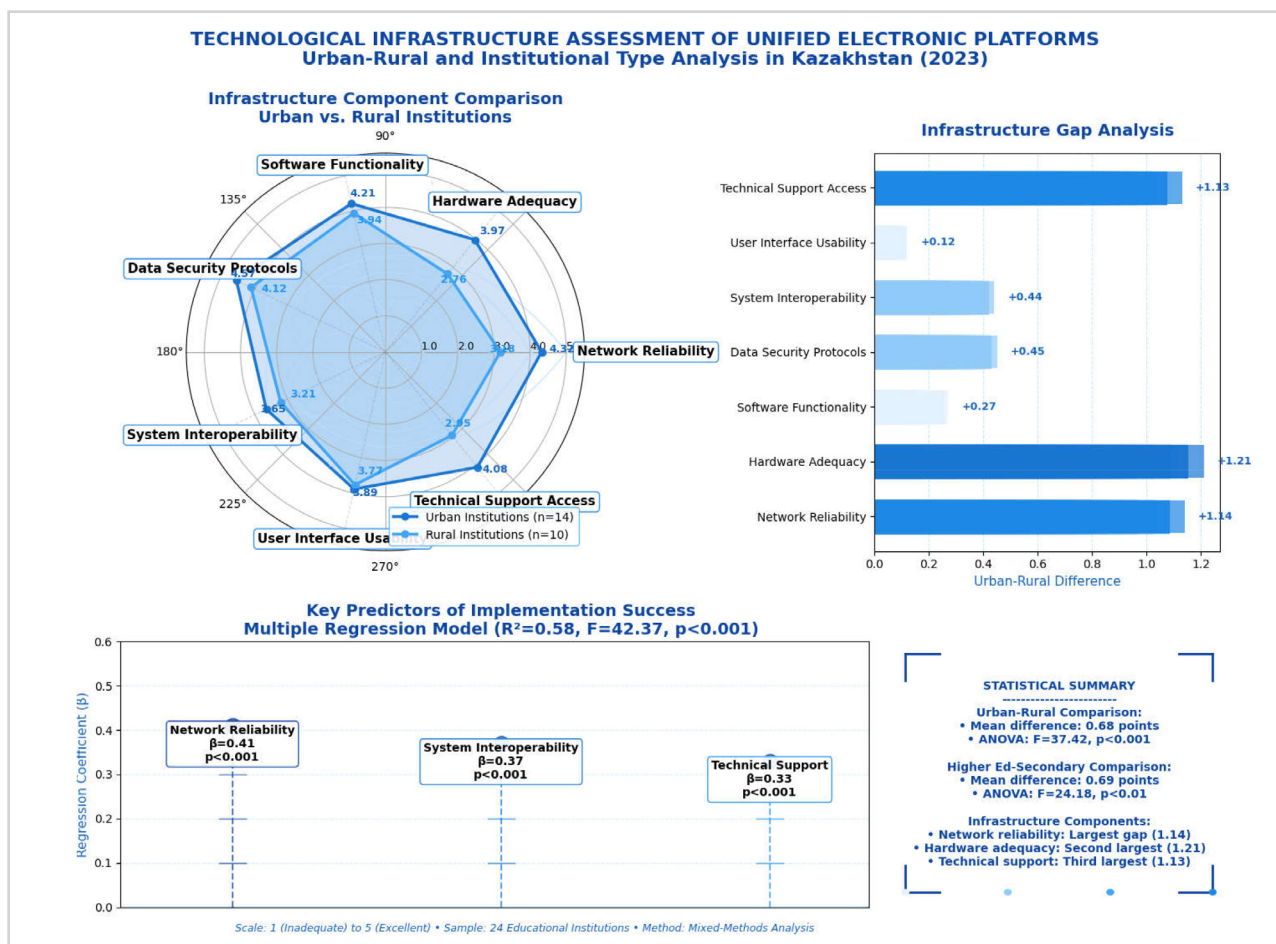 TECHNOLOGICAL INFRASTRUCTURE ASSESSMENT OF UNIFIED ELECTRONIC PLATFORMS
Urban-Rural and Institutional Type Analysis in Kazakhstan (2023)
Infrastructure Component Comparison
Urban vs. Rural Institutions
90°
Software Functionality
4.21
3.94
135°
Hardware Adequacy
3.97
2.76
Data Security Protocols
4.57
4.12
180°
1.0
2.0
3.0
4.0
5
3.18
4.32
Network Reliability
3.21
3.65
System Interoperability
2.95
4.08
3.77
3.89
225°
Technical Support Access
User Interface Usability
Urban Institutions (n=14)
Rural Institutions (n=10)
270°
Infrastructure Gap Analysis
Technical Support Access
+1.13
User Interface Usability
+0.12
System Interoperability
+0.44
Data Security Protocols
+0.45
Software Functionality
+0.27
Hardware Adequacy
+1.21
Network Reliability
+1.14
0.0 0.2 0.4 0.6 0.8 1.0 1.2
Urban-Rural Difference
Key Predictors of Implementation Success
Multiple Regression Model (R²=0.58, F=42.37, p<0.001)
Regression Coefficient (β)
0.6
0.5
0.4
0.3
0.2
0.1
0.0
Network Reliability
β=0.41
p<0.001
System Interoperability
β=0.37
p<0.001
Technical Support
β=0.33
p<0.001
STATISTICAL SUMMARY
------------------------
Urban-Rural Comparison:
• Mean difference: 0.68 points
• ANOVA: F=37.42, p<0.001
Higher Ed-Secondary Comparison:
• Mean difference: 0.69 points
• ANOVA: F=24.18, p<0.01
Infrastructure Components:
• Network reliability: Largest gap (1.14)
• Hardware adequacy: Second largest (1.21)
• Technical support: Third largest (1.13)
Scale: 1 (Inadequate) to 5 (Excellent) • Sample: 24 Educational Institutions • Method: Mixed-Methods Analysis